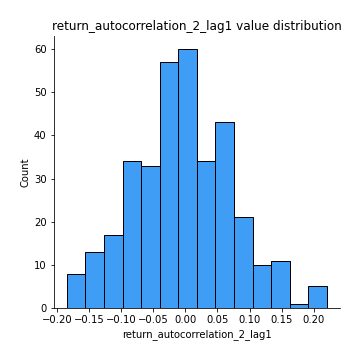 return_autocorrelation_2_lag1 value distribution
60
50
40
30
20
10
0
Count
−0.20 −0.15 −0.10 −0.05 0.00 0.05 0.10 0.15 0.20
return_autocorrelation_2_lag1